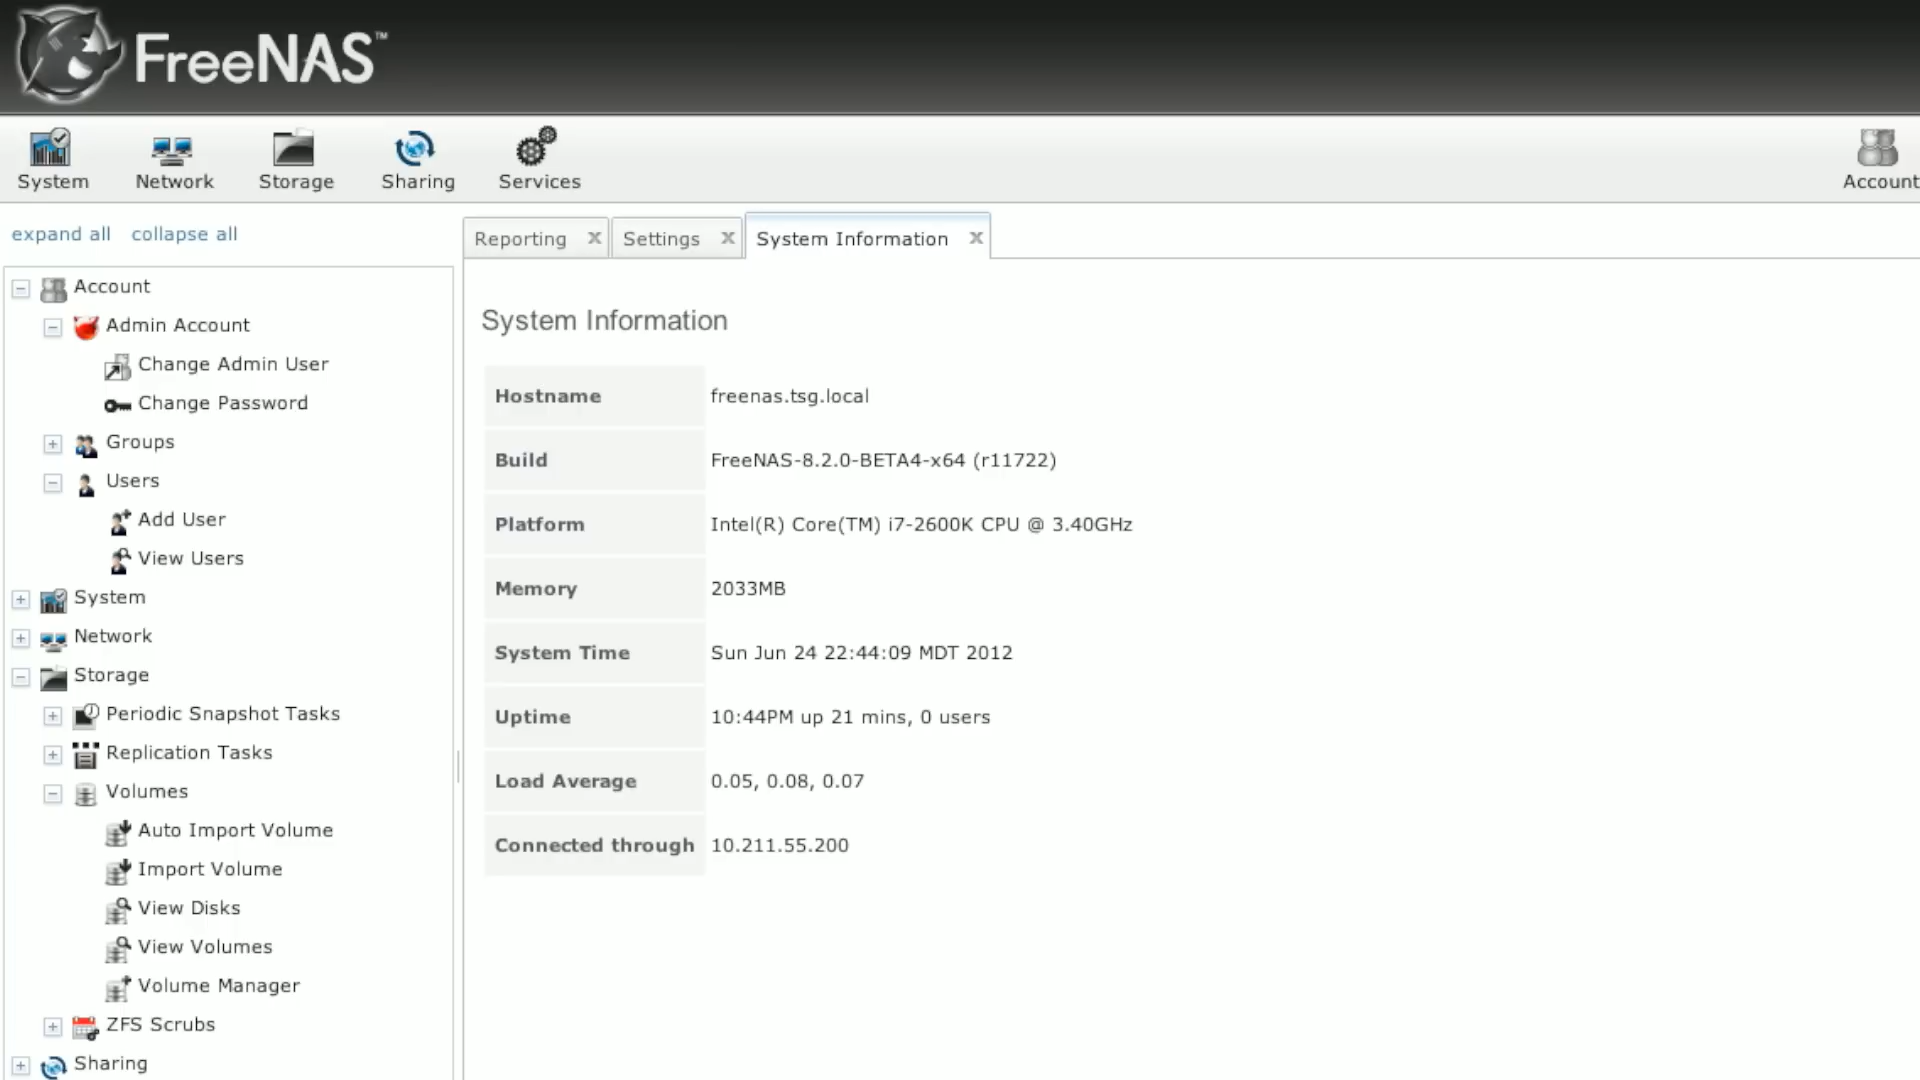 FreeNAS™
System
Network
Storage
Sharing
Services
Account
expand all
collapse all
Account
Admin Account
Change Admin User
Change Password
Groups
Users
Add User
View Users
System
Network
Storage
Periodic Snapshot Tasks
Replication Tasks
Volumes
Auto Import Volume
Import Volume
View Disks
View Volumes
Volume Manager
ZFS Scrubs
Sharing
Reporting
Settings
System Information
System Information
Hostname freenas.tsg.local
Build FreeNAS-8.2.0-BETA4-x64 (r11722)
Platform Intel(R) Core(TM) i7-2600K CPU @ 3.40GHz
Memory 2033MB
System Time Sun Jun 24 22:44:09 MDT 2012
Uptime 10:44PM up 21 mins, 0 users
Load Average 0.05, 0.08, 0.07
Connected through 10.211.55.200